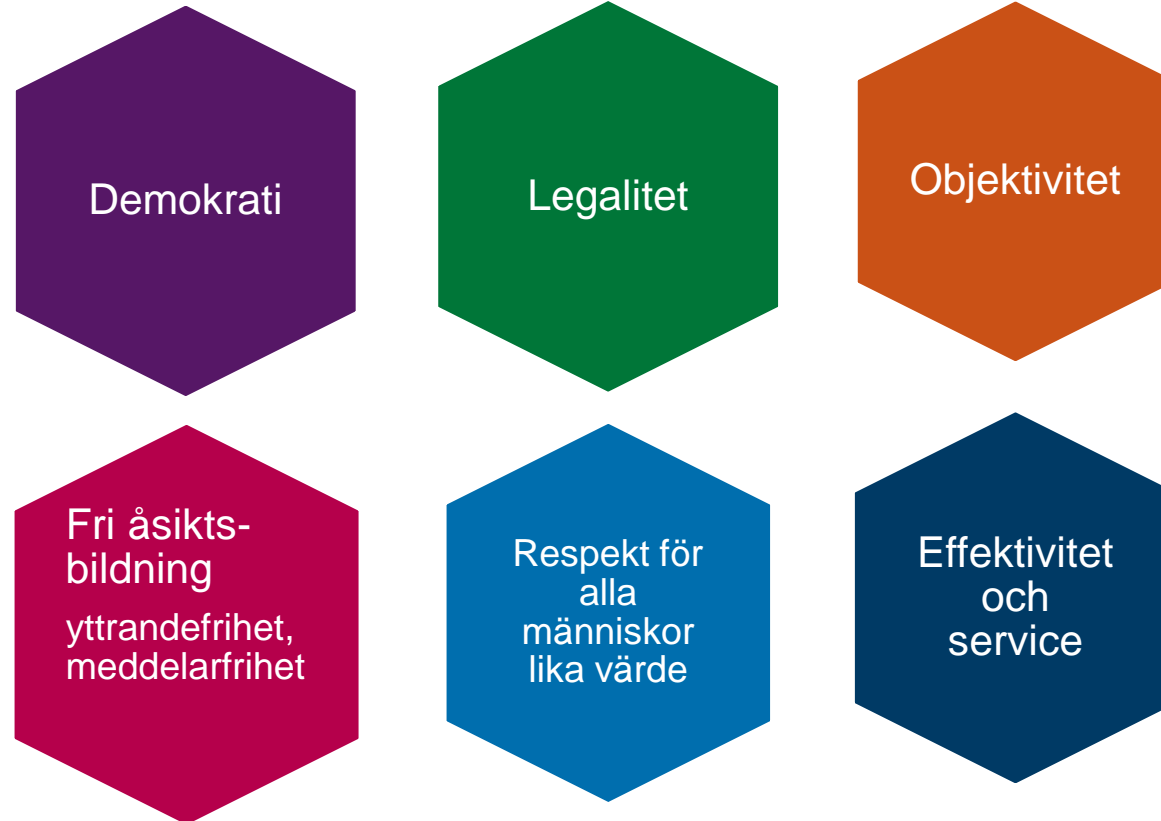 Demokrati
Legalitet
Objektivitet
Fri åsikts-
bildning
yttrandefrihet,
meddelarfrihet
Respekt för
alla
människor
lika värde
Effektivitet
och
service